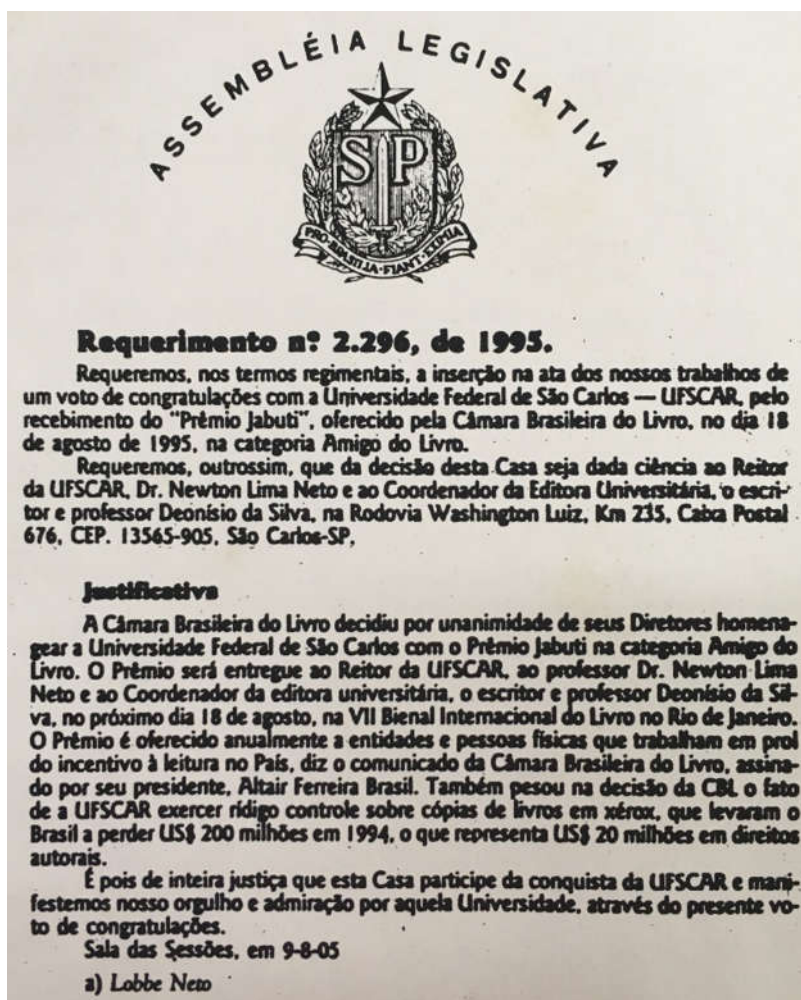 ASSEMBLÉIA LEGISLATIVA
SP
PRO·BRASILIA·FIANT·EXIMIA
Requerimento nº 2.296, de 1995.
Requeremos, nos termos regimentais, a inserção na ata dos nossos trabalhos de
um voto de congratulações com a Universidade Federal de São Carlos — UFSCAR, pelo
recebimento do "Prêmio Jabuti", oferecido pela Câmara Brasileira do Livro, no dia 18
de agosto de 1995, na categoria Amigo do Livro.
Requeremos, outrossim, que da decisão desta Casa seja dada ciência ao Reitor
da UFSCAR, Dr. Newton Lima Neto e ao Coordenador da Editora Universitária, o escri-
tor e professor Deonísio da Silva, na Rodovia Washington Luiz, Km 235, Caixa Postal
676, CEP. 13565-905, São Carlos-SP,
Justificativa
A Câmara Brasileira do Livro decidiu por unanimidade de seus Diretores homena-
gear a Universidade Federal de São Carlos com o Prêmio Jabuti na categoria Amigo do
Livro. O Prêmio será entregue ao Reitor da UFSCAR, ao professor Dr. Newton Lima
Neto e ao Coordenador da editora universitária, o escritor e professor Deonísio da Sil-
va, no próximo dia 18 de agosto, na VII Bienal Internacional do Livro no Rio de Janeiro.
O Prêmio é oferecido anualmente a entidades e pessoas físicas que trabalham em prol
do incentivo à leitura no País, diz o comunicado da Câmara Brasileira do Livro, assina-
do por seu presidente, Altair Ferreira Brasil. Também pesou na decisão da CBL o fato
de a UFSCAR exercer rídigo controle sobre cópias de livros em xérox, que levaram o
Brasil a perder US$ 200 milhões em 1994, o que representa US$ 20 milhões em direitos
autorais.
É pois de inteira justiça que esta Casa participe da conquista da UFSCAR e mani-
festemos nosso orgulho e admiração por aquela Universidade, através do presente vo-
to de congratulações.
Sala das Sessões, em 9-8-05
a) Lobbe Neto